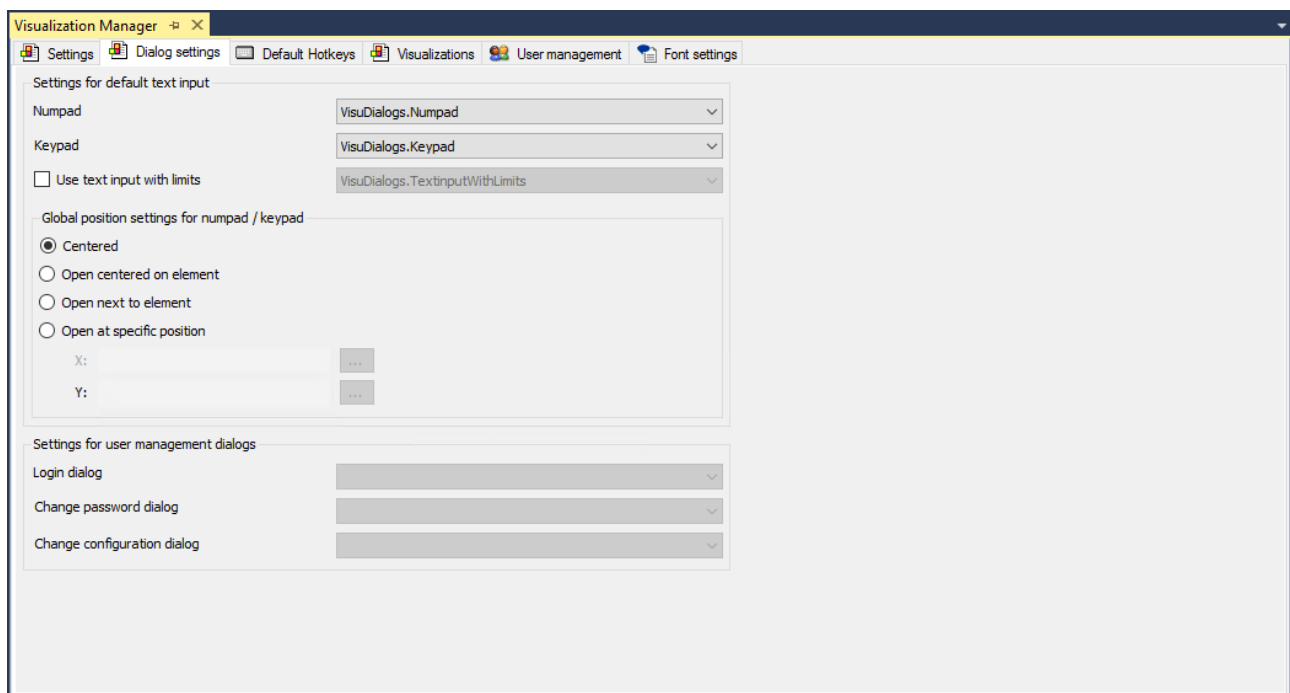 Visualization Manager
Settings Dialog settings Default Hotkeys Visualizations User management Font settings
Settings for default text input
Numpad VisuDialogs.Numpad
Keypad VisuDialogs.Keypad
Use text input with limits VisuDialogs.TextinputWithLimits
Global position settings for numpad / keypad
Centered
Open centered on element
Open next to element
Open at specific position
X: ...
Y: ...
Settings for user management dialogs
Login dialog
Change password dialog
Change configuration dialog